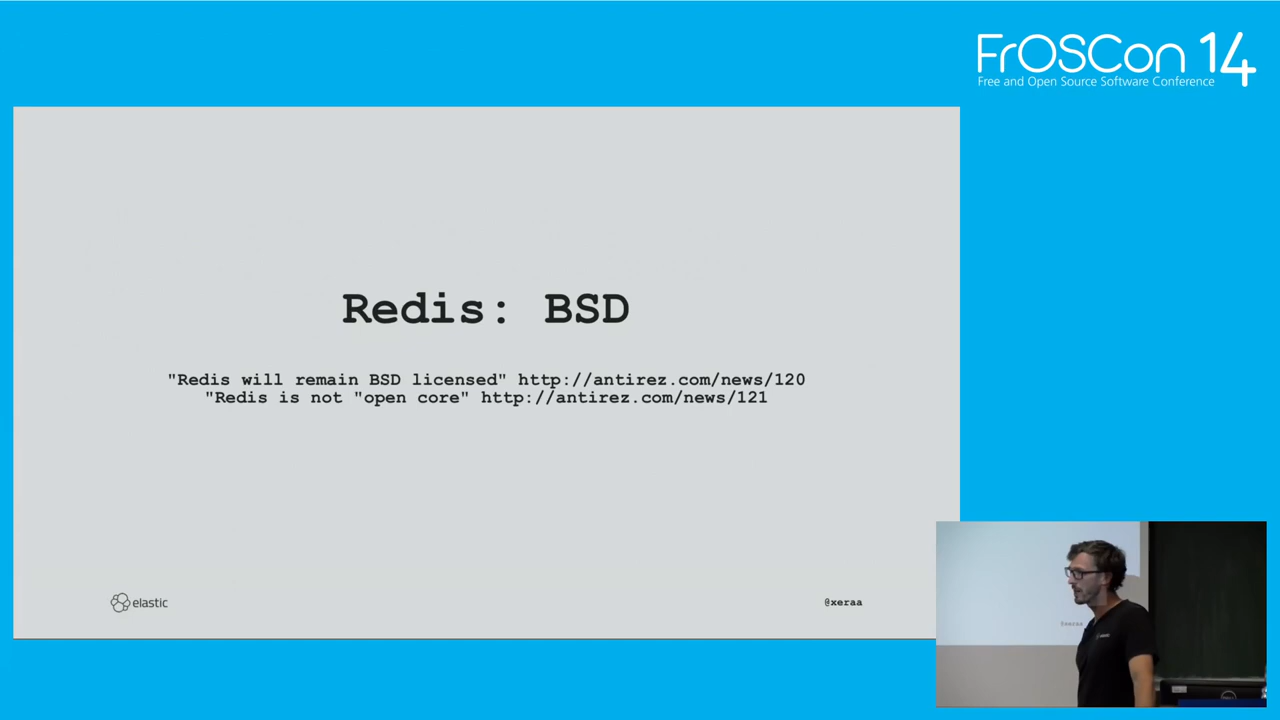 FrOSCon 14
Free and Open Source Software Conference
Redis: BSD
"Redis will remain BSD licensed" http://antirez.com/news/120
"Redis is not "open core" http://antirez.com/news/121
elastic
@xeraa
@xeraa